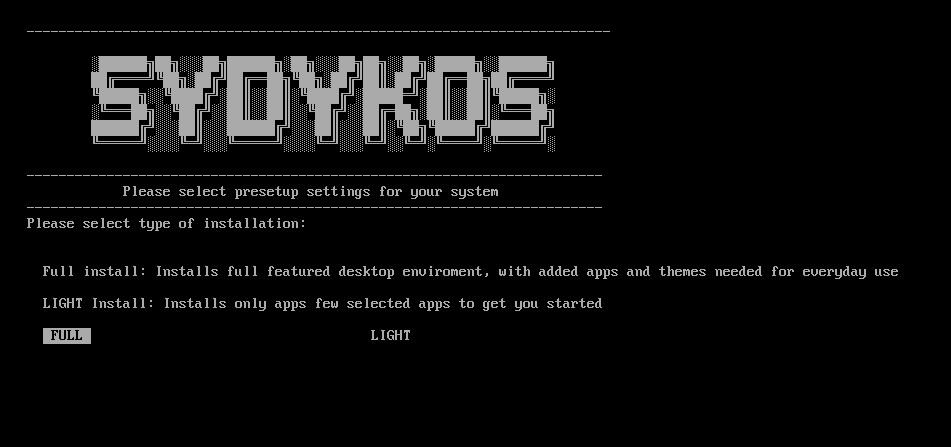 SYDYKOS
Please select presetup settings for your system
Please select type of installation:
Full install: Installs full featured desktop enviroment, with added apps and themes needed for everyday use
LIGHT Install: Installs only apps few selected apps to get you started
FULL LIGHT